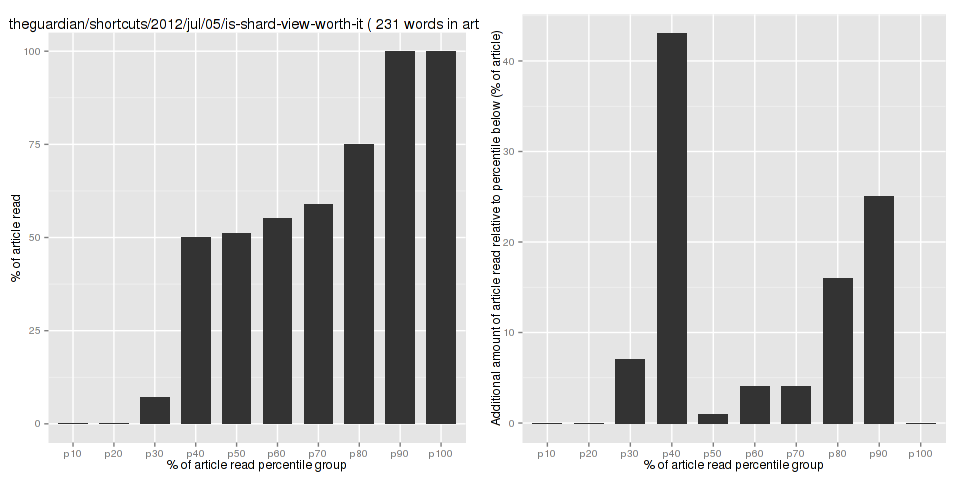 theguardian/shortcuts/2012/jul/05/is-shard-view-worth-it ( 231 words in art
% of article read
100
75
50
25
0
p10 p20 p30 p40 p50 p60 p70 p80 p90 p100
% of article read percentile group
Additional amount of article read relative to percentile below (% of article)
40
30
20
10
0
p10 p20 p30 p40 p50 p60 p70 p80 p90 p100
% of article read percentile group